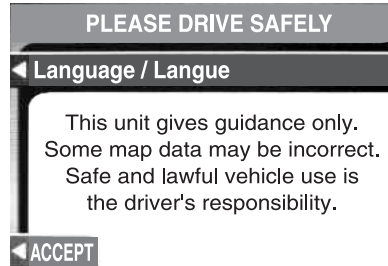 PLEASE DRIVE SAFELY
Language / Langue
This unit gives guidance only.
Some map data may be incorrect.
Safe and lawful vehicle use is
the driver's responsibility.
ACCEPT